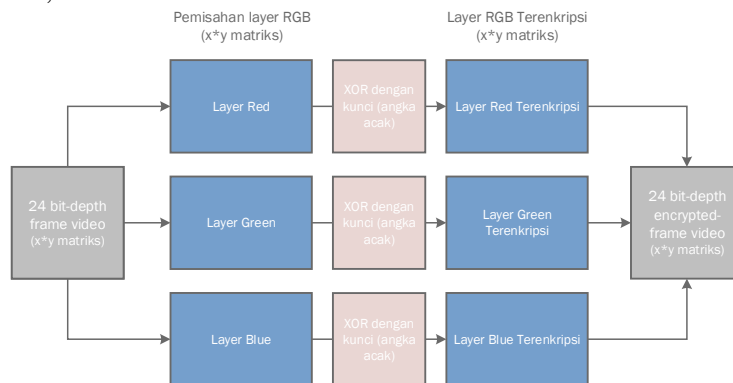 Pemisahan layer RGB
(x*y matriks)
Layer RGB Terenkripsi
(x*y matriks)
Layer Red
XOR dengan
kunci (angka
acak)
Layer Red Terenkripsi
24 bit-depth
frame video
(x*y matriks)
Layer Green
XOR dengan
kunci (angka
acak)
Layer Green
Terenkripsi
24 bit-depth
encrypted-
frame video
(x*y matriks)
Layer Blue
XOR dengan
kunci (angka
acak)
Layer Blue Terenkripsi